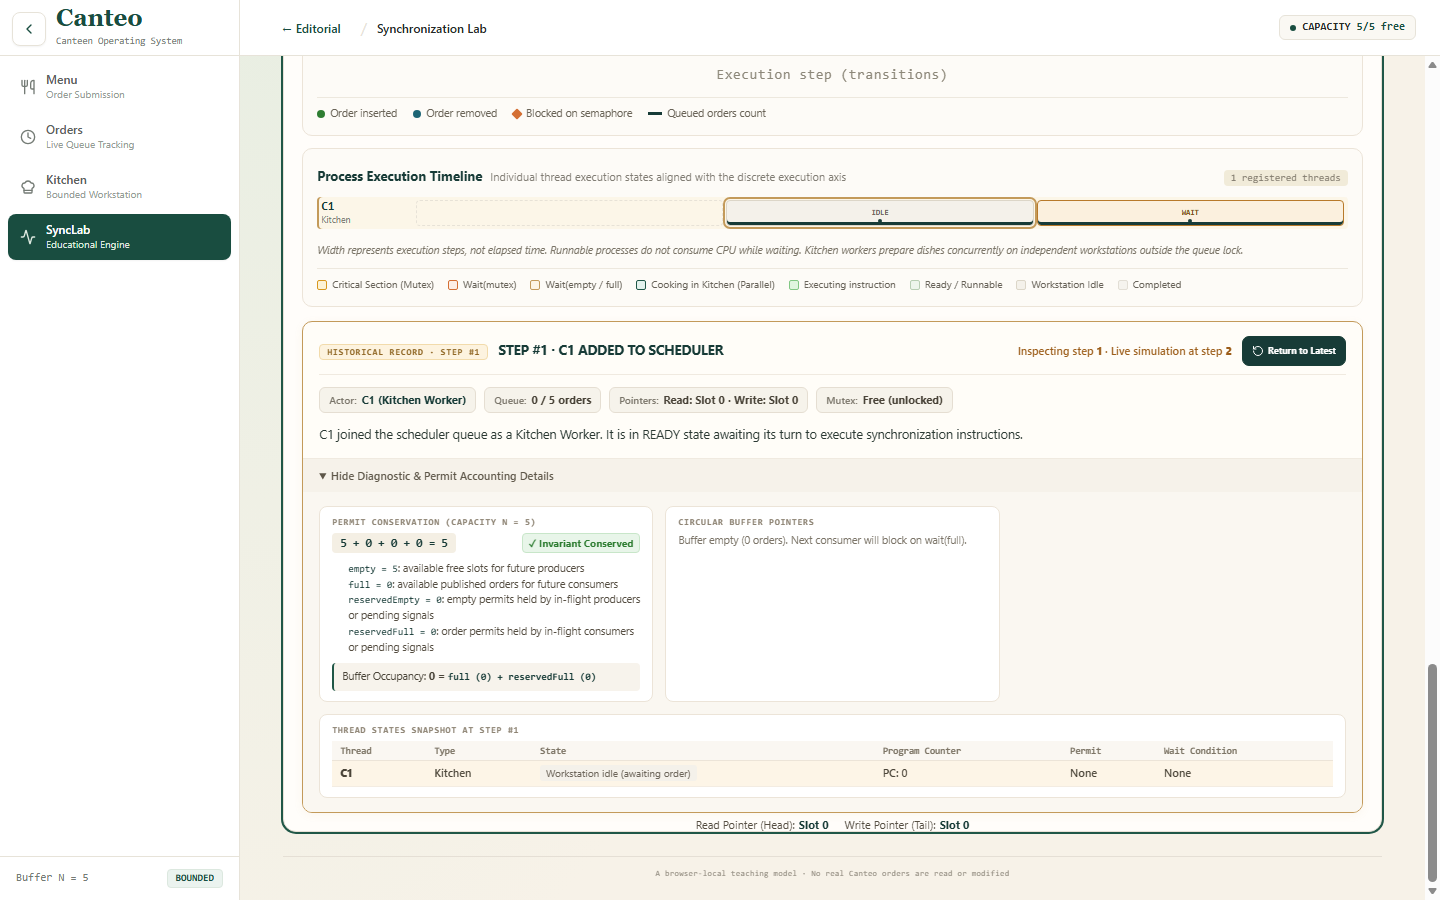 Canteo
Canteen Operating System
← Editorial / Synchronization Lab
CAPACITY 5/5 free
Menu
Order Submission
Orders
Live Queue Tracking
Kitchen
Bounded Workstation
SyncLab
Educational Engine
Buffer N = 5
BOUNDED
Execution step (transitions)
Order inserted Order removed Blocked on semaphore Queued orders count
Process Execution Timeline Individual thread execution states aligned with the discrete execution axis
1 registered threads
C1
Kitchen
IDLE
WAIT
Width represents execution steps, not elapsed time. Runnable processes do not consume CPU while waiting. Kitchen workers prepare dishes concurrently on independent workstations outside the queue lock.
Critical Section (Mutex) Wait(mutex) Wait(empty / full) Cooking in Kitchen (Parallel) Executing instruction Ready / Runnable Workstation Idle Completed
HISTORICAL RECORD · STEP #1 STEP #1 · C1 ADDED TO SCHEDULER
Inspecting step 1 · Live simulation at step 2
Return to Latest
Actor: C1 (Kitchen Worker) Queue: 0 / 5 orders Pointers: Read: Slot 0 · Write: Slot 0 Mutex: Free (unlocked)
C1 joined the scheduler queue as a Kitchen Worker. It is in READY state awaiting its turn to execute synchronization instructions.
▼ Hide Diagnostic & Permit Accounting Details
PERMIT CONSERVATION (CAPACITY N = 5)
5 + 0 + 0 + 0 = 5
✓ Invariant Conserved
empty = 5: available free slots for future producers
full = 0: available published orders for future consumers
reservedEmpty = 0: empty permits held by in-flight producers
or pending signals
reservedFull = 0: order permits held by in-flight consumers
or pending signals
Buffer Occupancy: 0 = full (0) + reservedFull (0)
CIRCULAR BUFFER POINTERS
Buffer empty (0 orders). Next consumer will block on wait(full).
THREAD STATES SNAPSHOT AT STEP #1
Thread Type State Program Counter Permit Wait Condition
C1 Kitchen Workstation idle (awaiting order) PC: 0 None None
Read Pointer (Head): Slot 0 Write Pointer (Tail): Slot 0
A browser-local teaching model · No real Canteo orders are read or modified